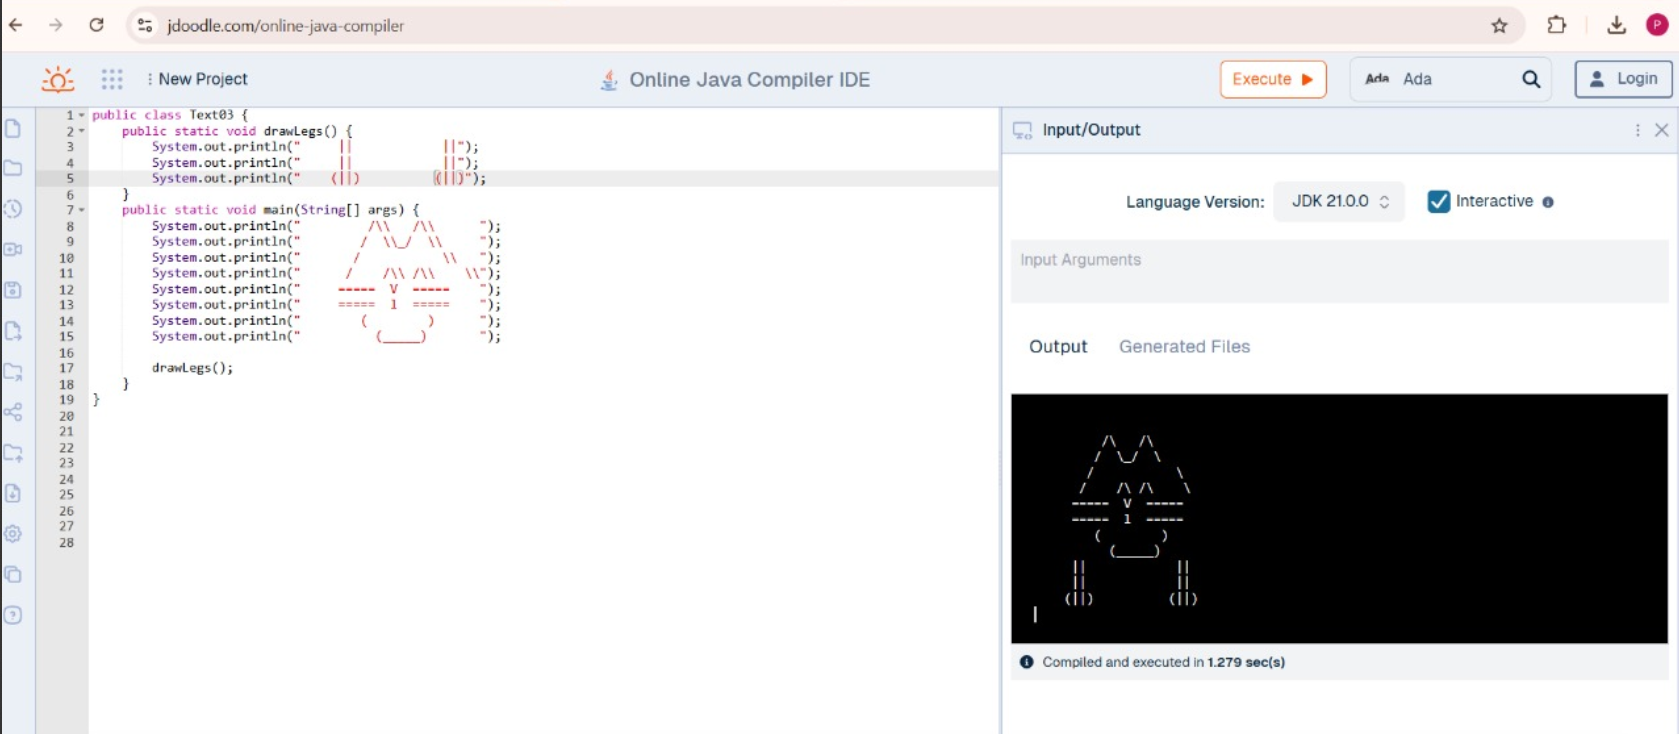 jdoodle.com/online-java-compiler
P
New Project
Online Java Compiler IDE
Execute
Ada Ada
Login
1 public class Text03 {
2     public static void drawLegs() {
3         System.out.println("     ||            ||");
4         System.out.println("     ||            ||");
5         System.out.println("    (||)          (||)");
6     }
7     public static void main(String[] args) {
8         System.out.println("         /\\   /\\      ");
9         System.out.println("        /  \\_/  \\     ");
10         System.out.println("       /           \\   ");
11         System.out.println("      /    /\\ /\\    \\");
12         System.out.println("     -----  V  -----    ");
13         System.out.println("     =====  1  =====    ");
14         System.out.println("        (        )      ");
15         System.out.println("          (_____)       ");
16
17         drawLegs();
18     }
19 }
20
21
22
23
24
25
26
27
28
Input/Output
Language Version: JDK 21.0.0 Interactive
Input Arguments
Output Generated Files
         /\   /\
        /  \_/  \
       /           \
      /    /\ /\    \
     -----  V  -----
     -----  1  -----
        (        )
          (_____)
     ||            ||
     ||            ||
    (||)          (||)
Compiled and executed in 1.279 sec(s)